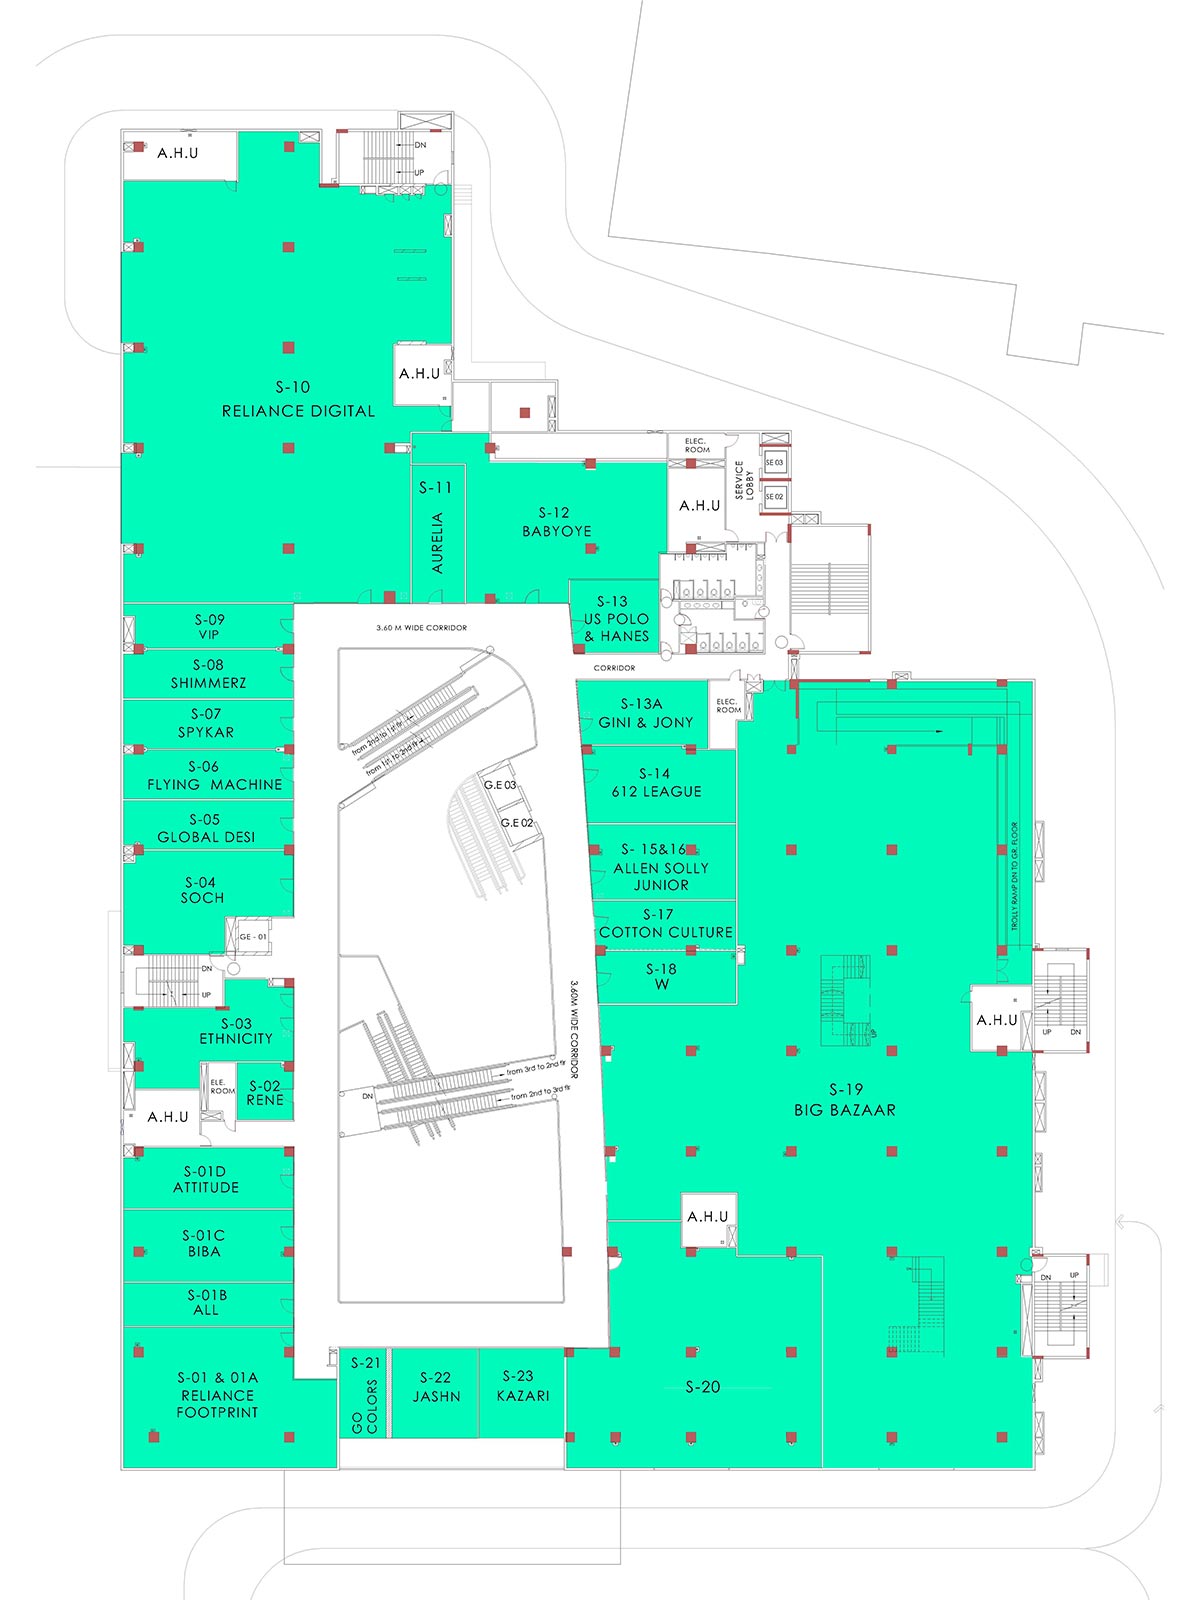 A.H.U
DN
UP
S-10
RELIANCE DIGITAL
A.H.U
S-11
AURELIA
S-12
BABYOYE
ELEC.
ROOM
SERVICE
LOBBY
SE 03
SE 02
A.H.U
S-13
US POLO
& HANES
S-09
VIP
3.60 M WIDE CORRIDOR
CORRIDOR
S-08
SHIMMERZ
S-07
SPYKAR
S-06
FLYING MACHINE
S-05
GLOBAL DESI
S-04
SOCH
from 2nd to 1st flr.
from 1st to 2nd flr.
G.E 03
G.E 02
S-13A
GINI & JONY
ELEC.
ROOM
S-14
612 LEAGUE
S- 15&16
ALLEN SOLLY
JUNIOR
S-17
COTTON CULTURE
S-18
W
TROLLY RAMP DN TO GR. FLOOR
GE - 01
DN
UP
S-03
ETHNICITY
ELE.
ROOM
S-02
RENE
A.H.U
3.60M WIDE CORRIDOR
from 3rd to 2nd flr
from 2nd to 3rd flr
DN
UP
A.H.U
UP
DN
S-19
BIG BAZAAR
S-01D
ATTITUDE
S-01C
BIBA
S-01B
ALL
S-01 & 01A
RELIANCE
FOOTPRINT
A.H.U
DN
UP
S-21
GO
COLORS
S-22
JASHN
S-23
KAZARI
S-20